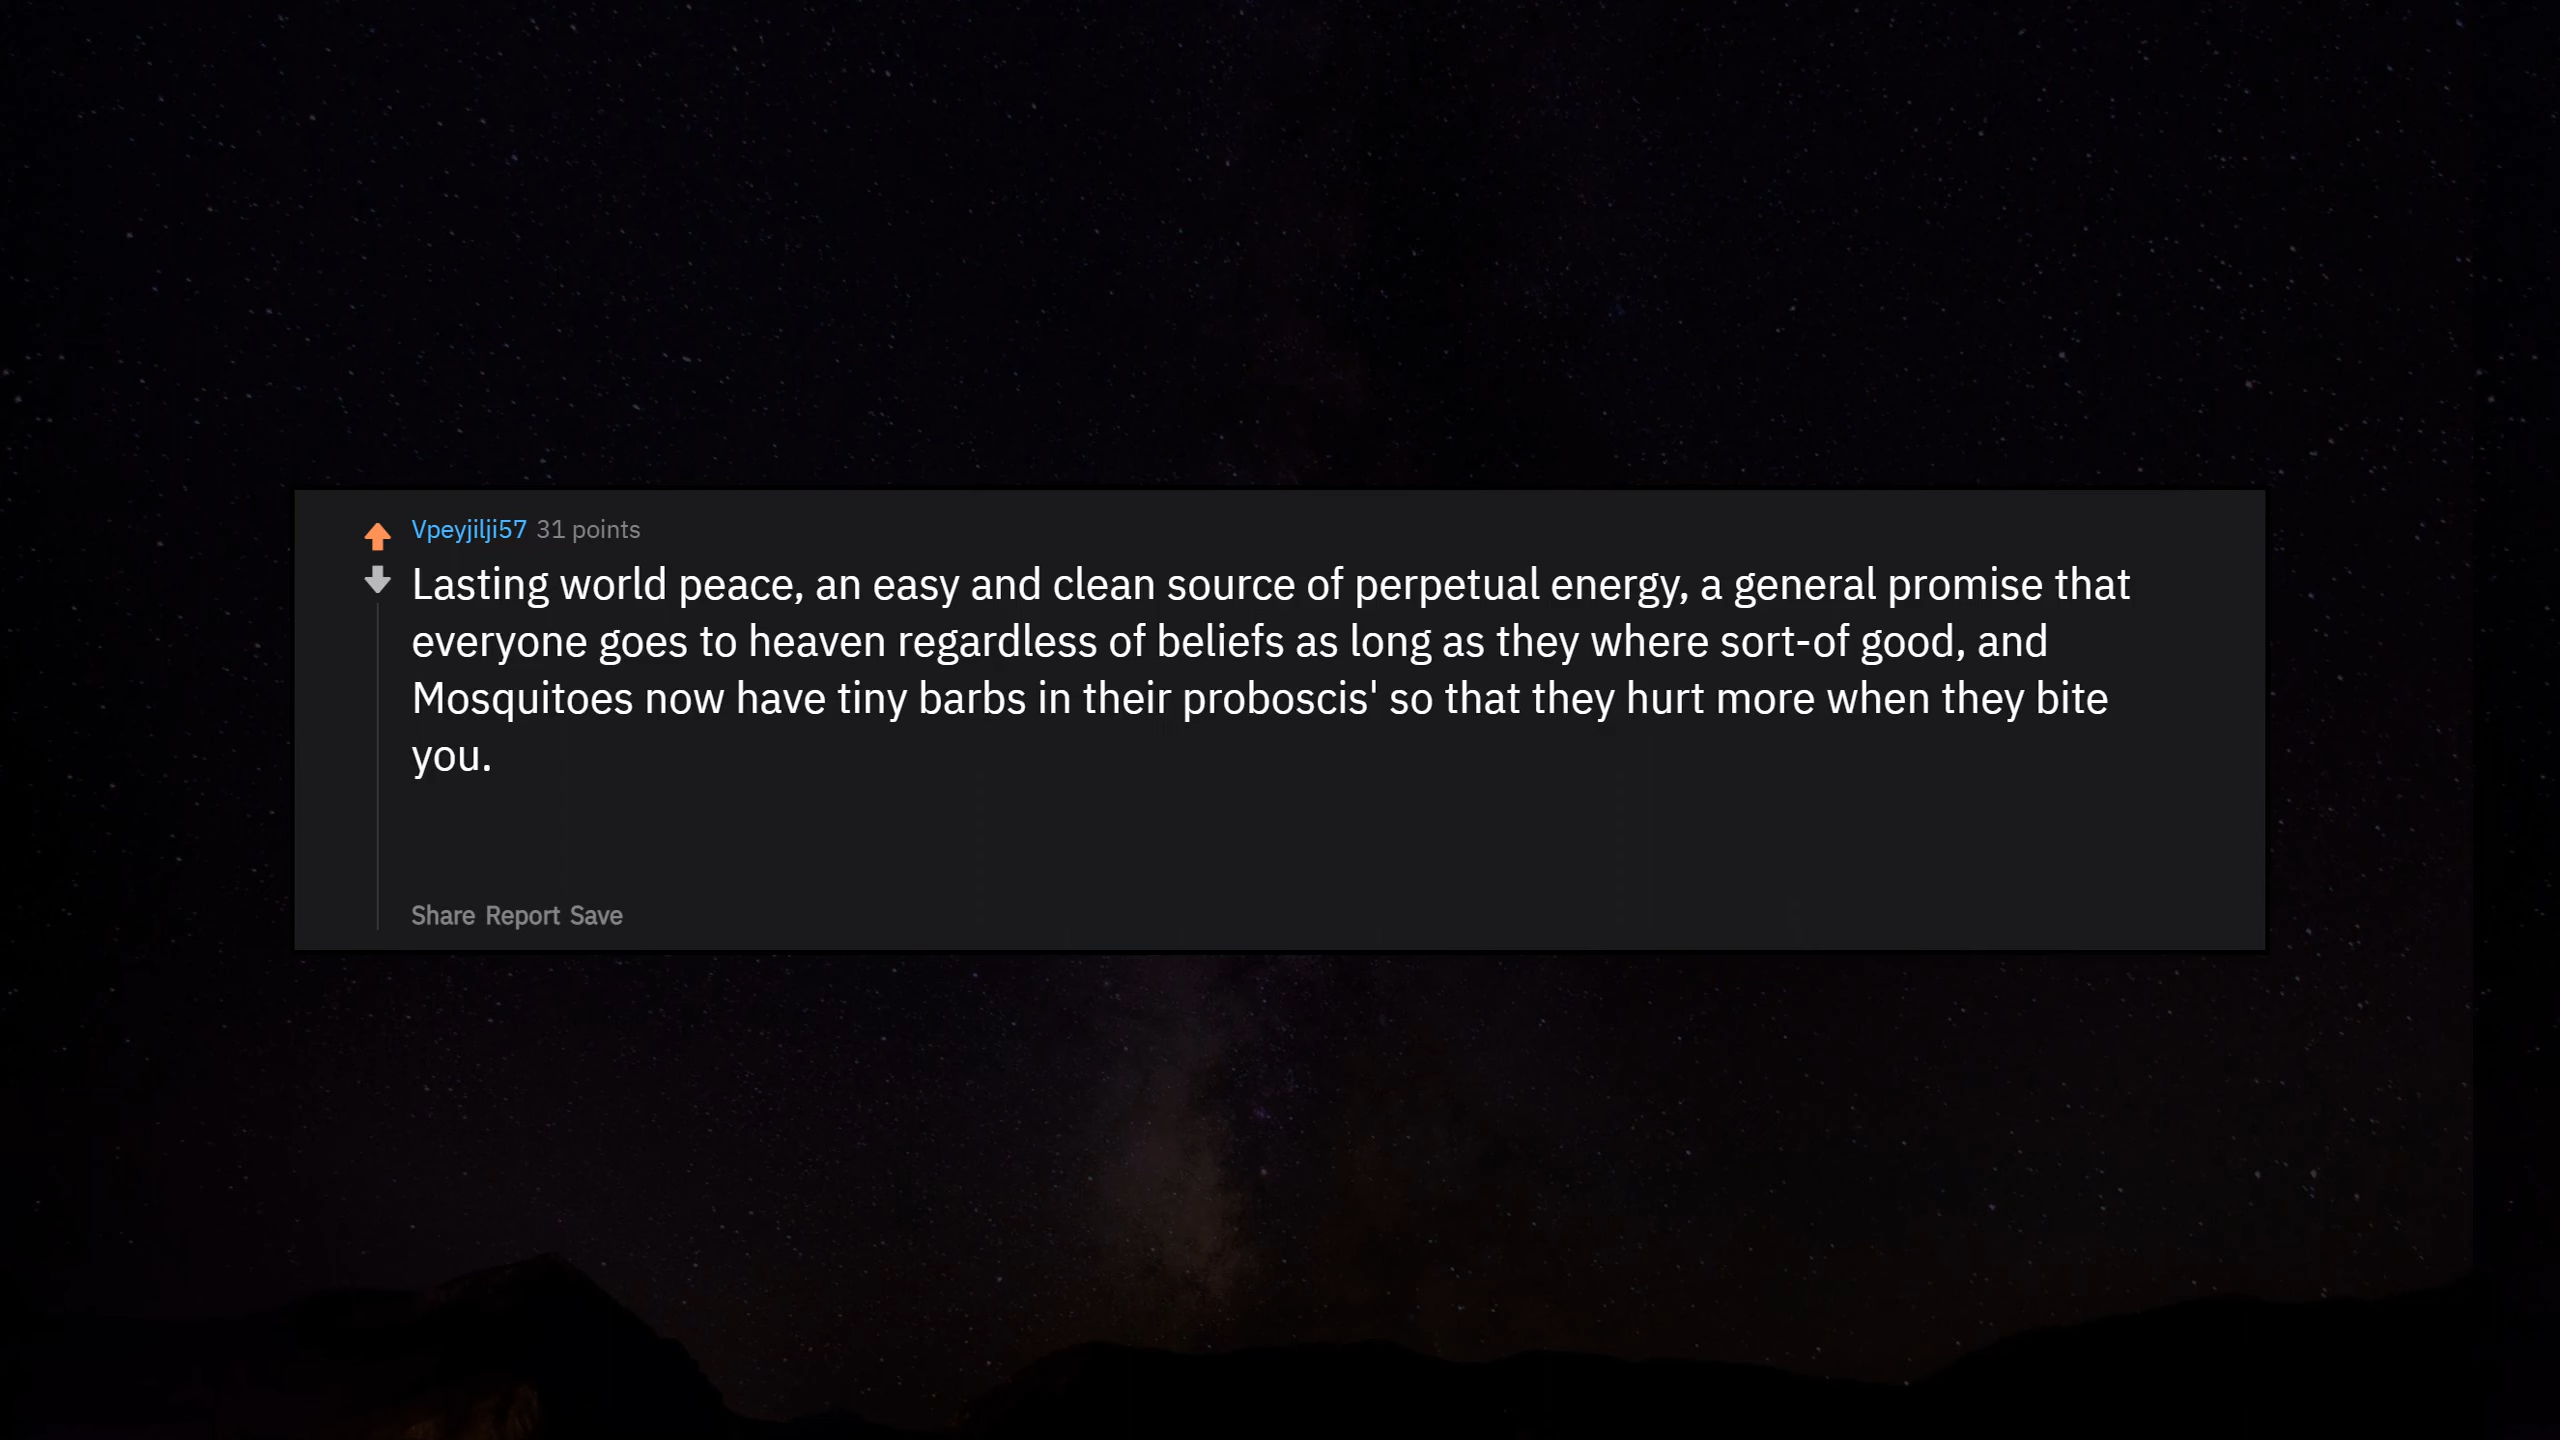 Vpeyjilji57 31 points
Lasting world peace, an easy and clean source of perpetual energy, a general promise that
everyone goes to heaven regardless of beliefs as long as they where sort-of good, and
Mosquitoes now have tiny barbs in their proboscis' so that they hurt more when they bite
you.
Share Report Save